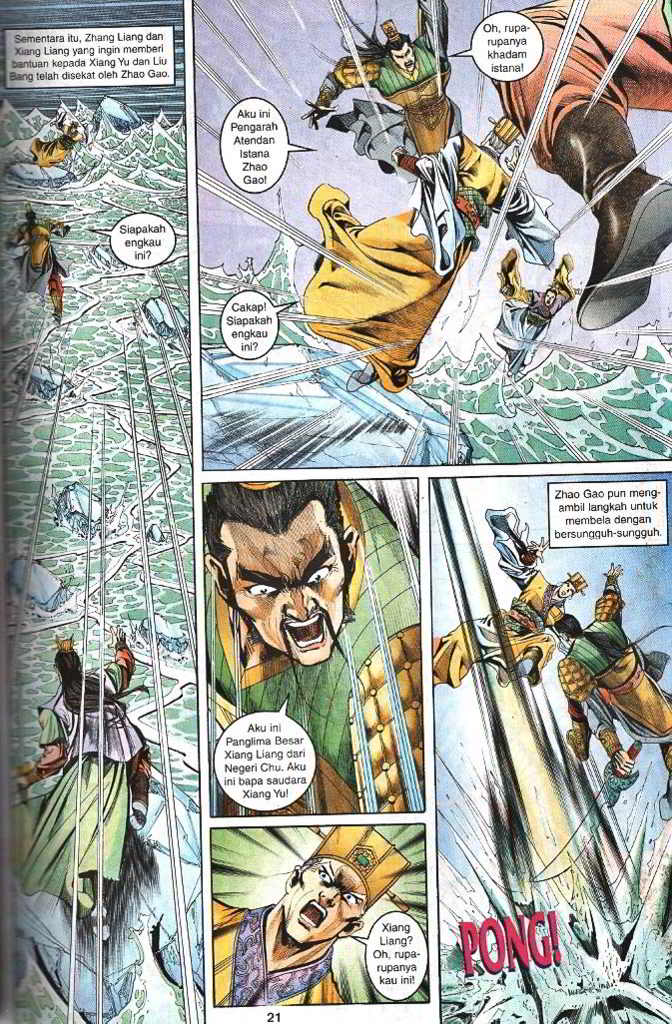 Sementara itu, Zhang Liang dan
Xiang Liang yang ingin memberi
bantuan kepada Xiang Yu dan Liu
Bang telah disekat oleh Zhao Gao.
Siapakah
engkau
ini?
Oh, rupa-
rupanya
khadam
istana!
Aku ini
Pengarah
Atendan
Istana
Zhao
Gao!
Cakap!
Siapakah
engkau
ini?
Aku ini
Panglima Besar
Xiang Liang dari
Negeri Chu. Aku
ini bapa saudara
Xiang Yu!
Xiang
Liang?
Oh, rupa-
rupanya
kau ini!
Zhao Gao pun meng-
ambil langkah untuk
membela dengan
bersungguh-sungguh.
PONG!
21